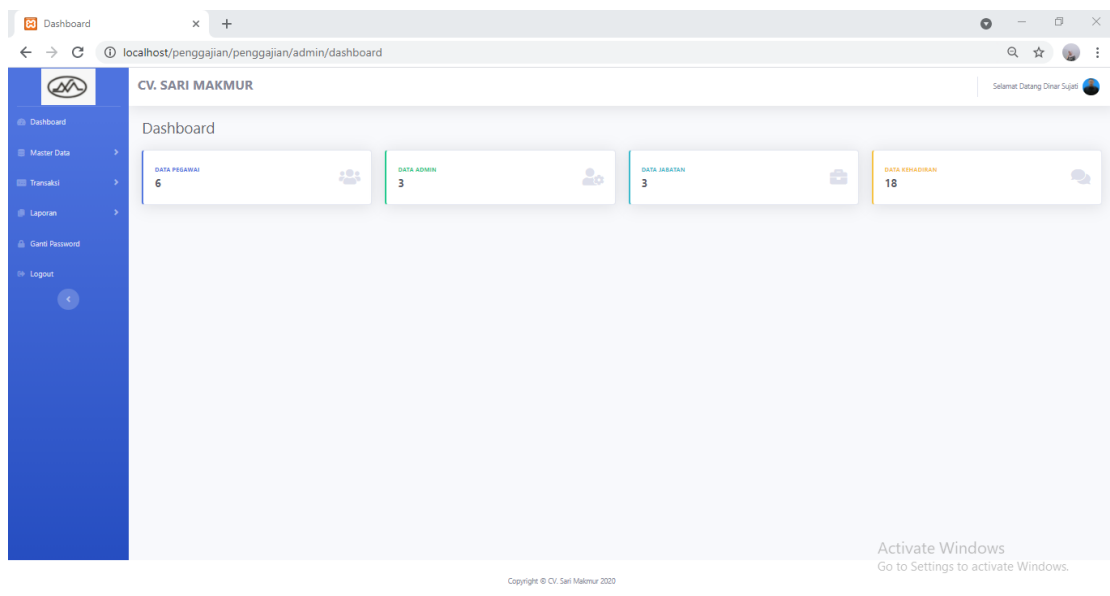 Dashboard
localhost/penggajian/penggajian/admin/dashboard
CV. SARI MAKMUR
Selamat Datang Dinar Sujati
Dashboard
Master Data
Transaksi
Laporan
Ganti Password
Logout
Dashboard
DATA PEGAWAI
6
DATA ADMIN
3
DATA JABATAN
3
DATA KEHADIRAN
18
Activate Windows
Go to Settings to activate Windows.
Copyright © CV. Sari Makmur 2020